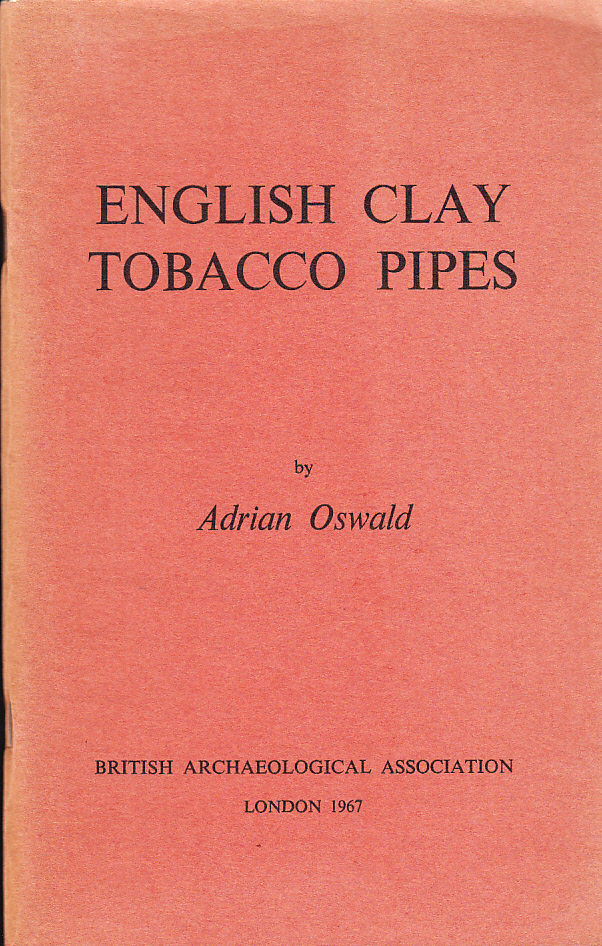 ENGLISH CLAY
TOBACCO PIPES
by
Adrian Oswald
BRITISH ARCHAEOLOGICAL ASSOCIATION
LONDON 1967